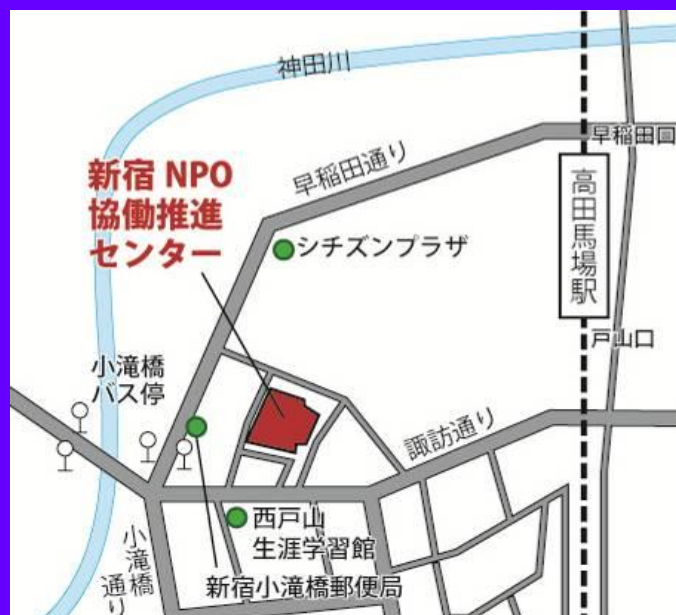 神田川
早稲田通り
早稲田口
新宿 NPO
協働推進
センター
シチズンプラザ
高田馬場駅
戸山口
小滝橋
バス停
諏訪通り
西戸山
生涯学習館
小滝橋
通り
新宿小滝橋郵便局